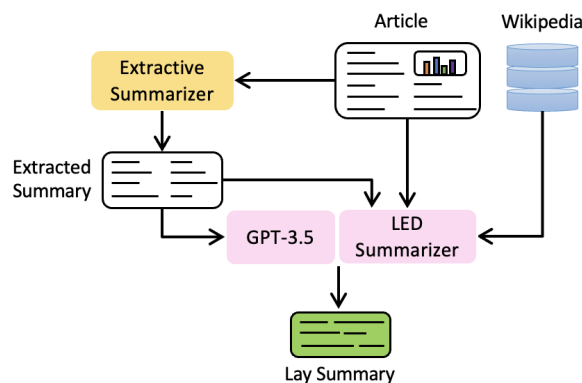 Article
Wikipedia
Extractive
Summarizer
Extracted
Summary
GPT-3.5
LED
Summarizer
Lay Summary